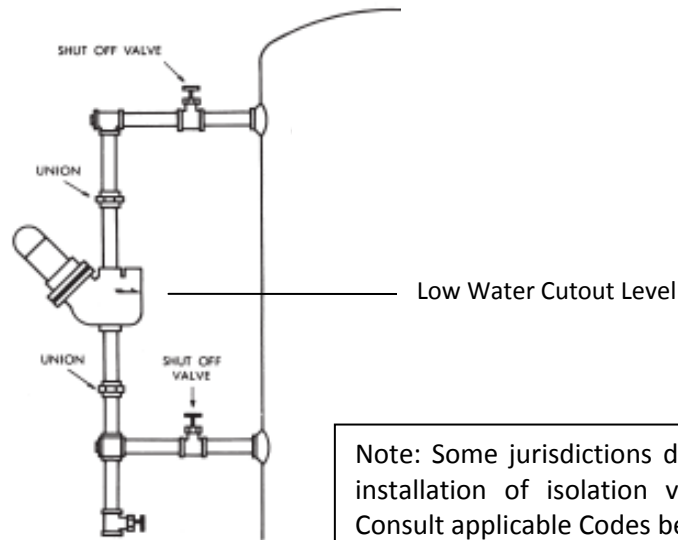 SHUT OFF VALVE
UNION
Low Water Cutout Level
UNION
SHUT OFF
VALVE
Note: Some jurisdictions d
installation of isolation v
Consult applicable Codes be